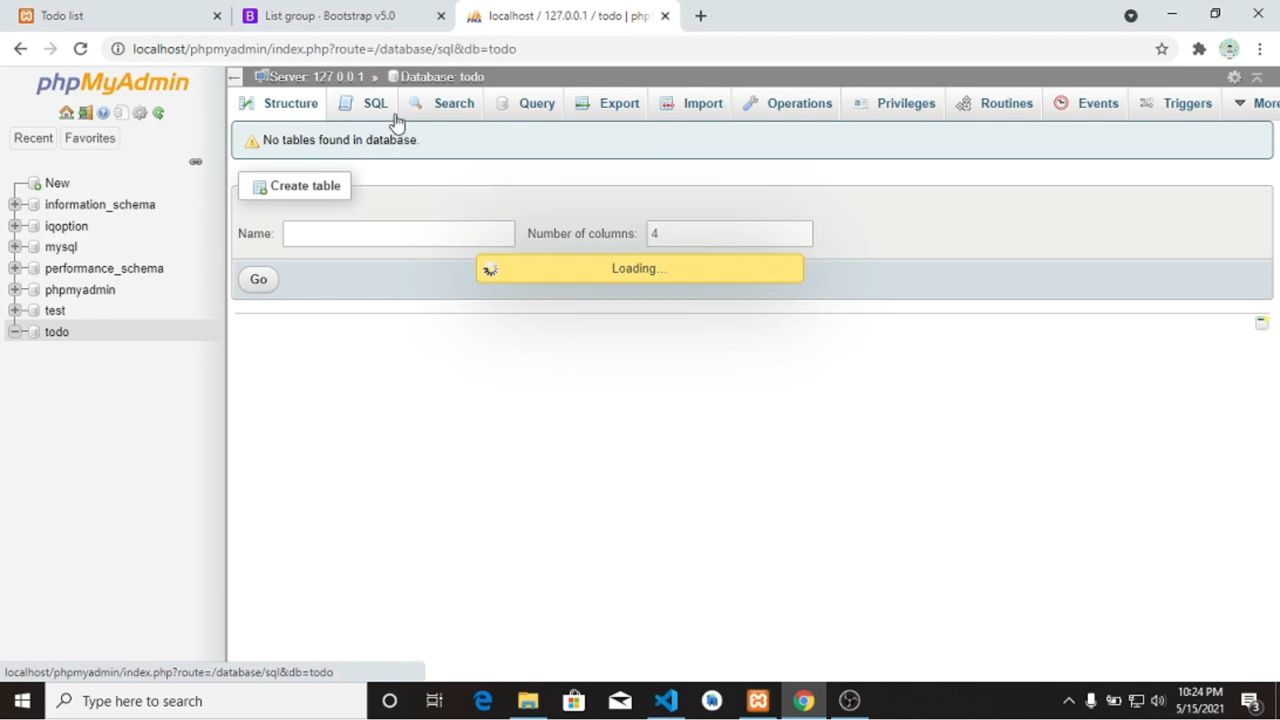 Todo list
List group · Bootstrap v5.0
localhost / 127.0.0.1 / todo | php
localhost/phpmyadmin/index.php?route=/database/sql&db=todo
phpMyAdmin
Server: 127.0.0.1 » Database: todo
Structure SQL Search Query Export Import Operations Privileges Routines Events Triggers More
Recent Favorites
No tables found in database.
New
information_schema
iqoption
mysql
performance_schema
phpmyadmin
test
todo
Create table
Name: Number of columns: 4
Loading...
Go
localhost/phpmyadmin/index.php?route=/database/sql&db=todo
Type here to search
10:24 PM
5/15/2021
3